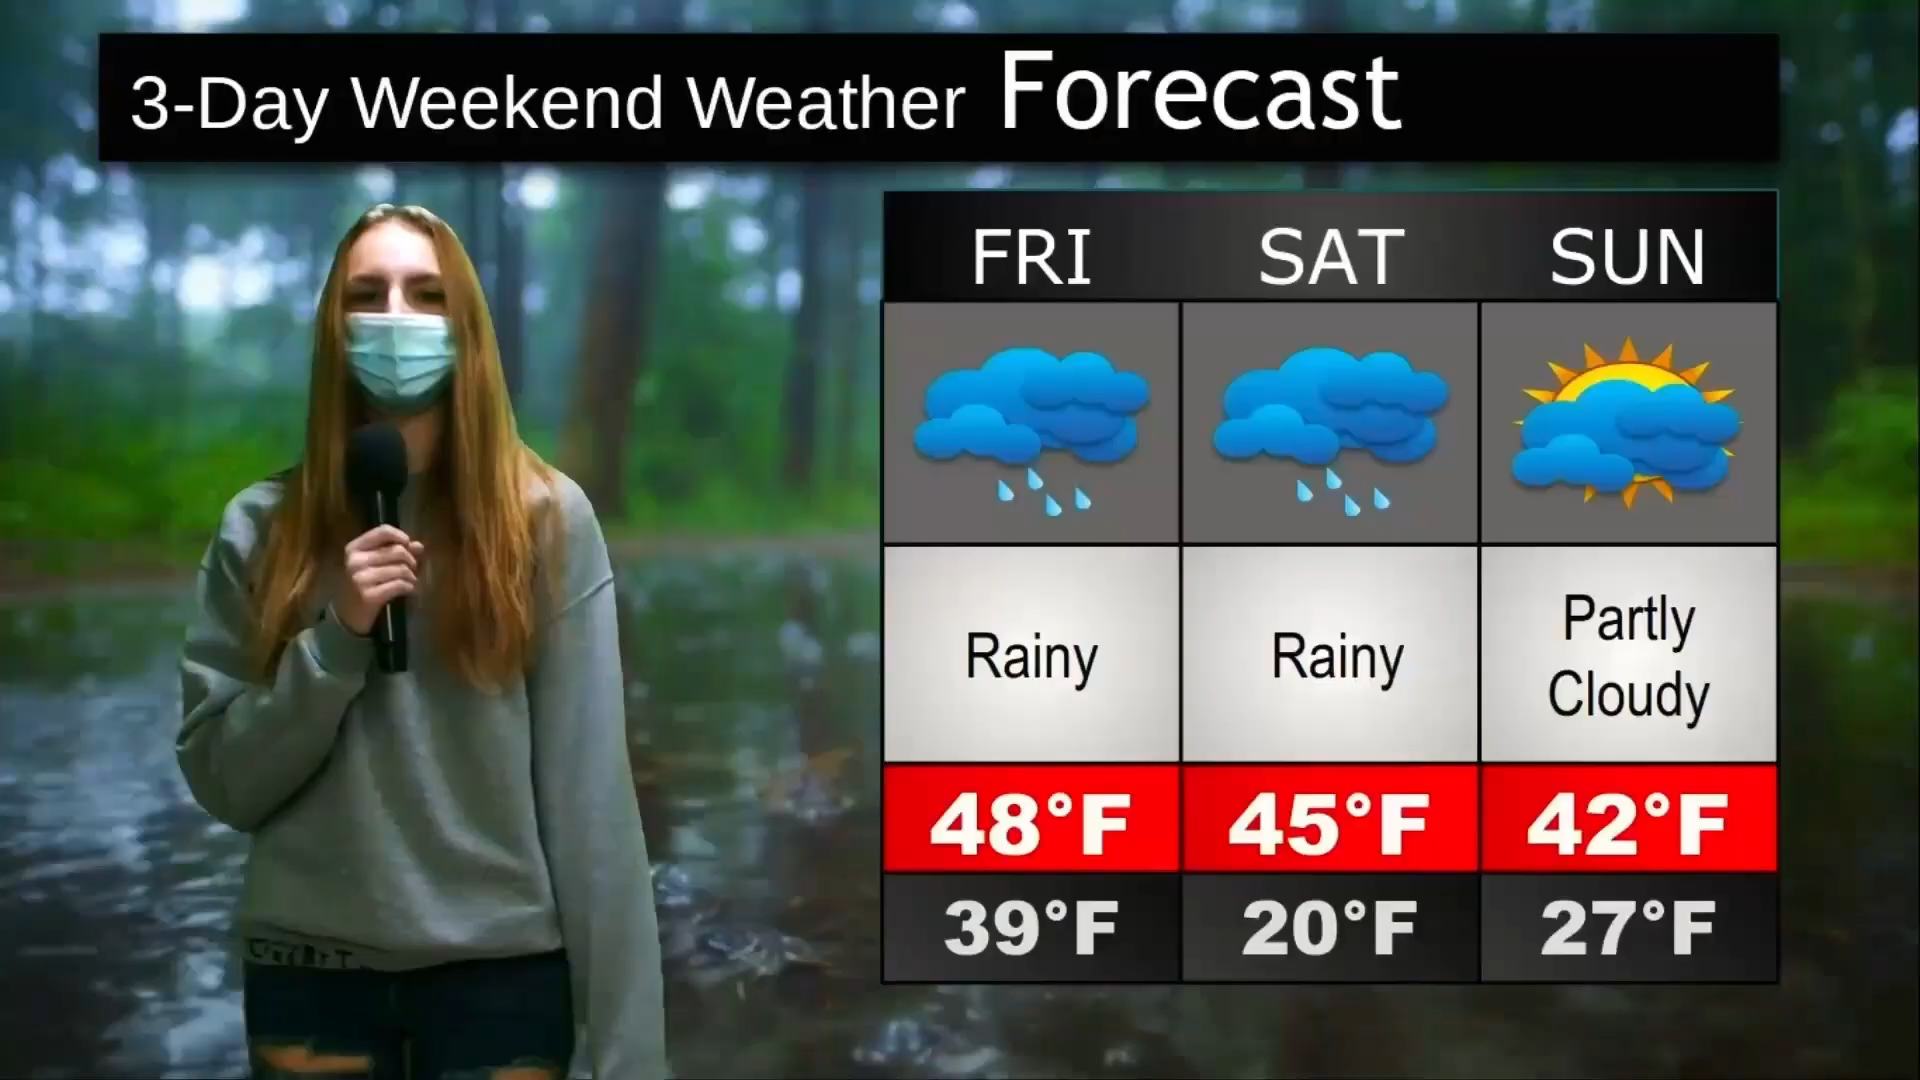 3-Day Weekend Weather Forecast
FRI SAT SUN
Rainy Rainy Partly
Cloudy
48°F 45°F 42°F
39°F 20°F 27°F